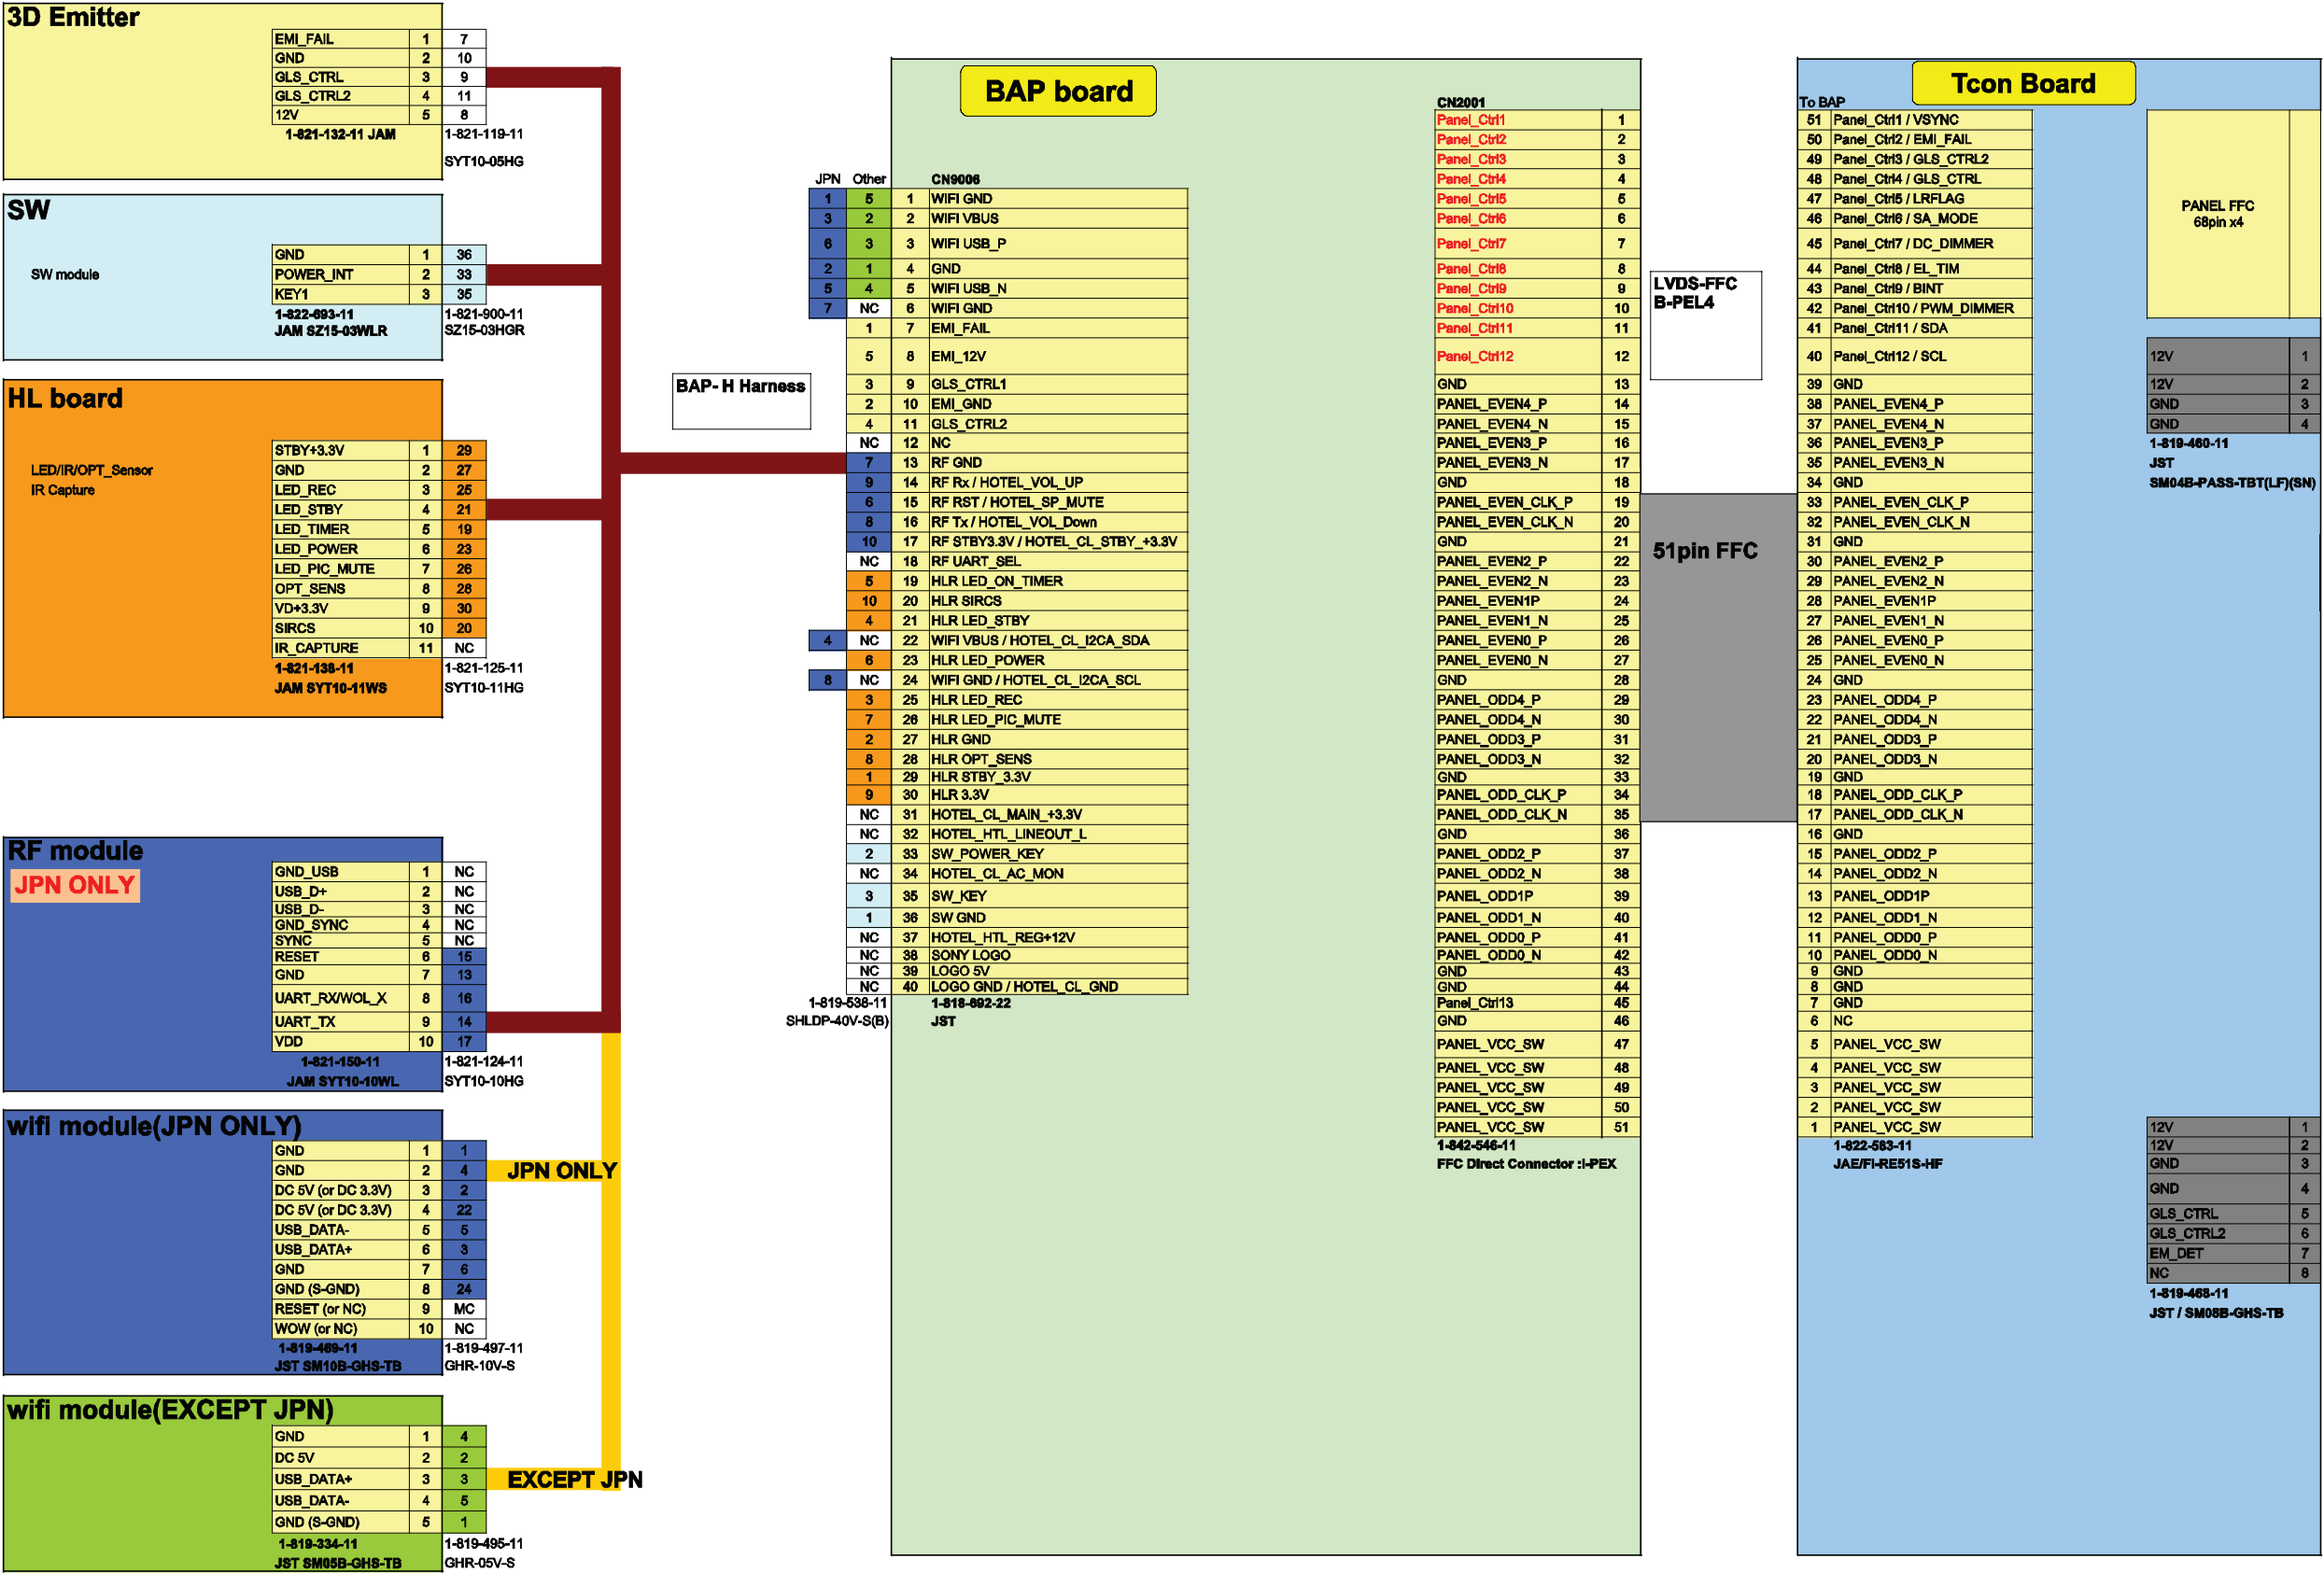 3D Emitter
EMI_FAIL 1 7
GND 2 10
GLS_CTRL 3 9
GLS_CTRL2 4 11
12V 5 8
1-821-132-11 JAM 1-821-119-11
SYT10-05HG
SW
GND 1 36
SW module POWER_INT 2 33
KEY1 3 35
1-822-693-11 1-821-900-11
JAM SZ15-03WLR SZ15-03HGR
HL board
STBY+3.3V 1 29
LED/IR/OPT_Sensor GND 2 27
IR Capture LED_REC 3 25
LED_STBY 4 21
LED_TIMER 5 19
LED_POWER 6 23
LED_PIC_MUTE 7 26
OPT_SENS 8 28
VD+3.3V 9 30
SIRCS 10 20
IR_CAPTURE 11 NC
1-821-138-11 1-821-125-11
JAM SYT10-11WS SYT10-11HG
RF module
JPN ONLY
GND_USB 1 NC
USB_D+ 2 NC
USB_D- 3 NC
GND_SYNC 4 NC
SYNC 5 NC
RESET 6 15
GND 7 13
UART_RX/WOL_X 8 16
UART_TX 9 14
VDD 10 17
1-821-150-11 1-821-124-11
JAM SYT10-10WL SYT10-10HG
wifi module(JPN ONLY)
GND 1 1
GND 2 4
JPN ONLY
DC 5V (or DC 3.3V) 3 2
DC 5V (or DC 3.3V) 4 22
USB_DATA- 5 5
USB_DATA+ 6 3
GND 7 6
GND (S-GND) 8 24
RESET (or NC) 9 MC
WOW (or NC) 10 NC
1-819-469-11 1-819-497-11
JST SM10B-GHS-TB GHR-10V-S
wifi module(EXCEPT JPN)
GND 1 4
DC 5V 2 2
USB_DATA+ 3 3
EXCEPT JPN
USB_DATA- 4 5
GND (S-GND) 5 1
1-819-334-11 1-819-495-11
JST SM05B-GHS-TB GHR-05V-S
BAP- H Harness
BAP board
JPN Other CN9006
1 5 1 WIFI GND
3 2 2 WIFI VBUS
6 3 3 WIFI USB_P
2 1 4 GND
5 4 5 WIFI USB_N
7 NC 6 WIFI GND
1 7 EMI_FAIL
5 8 EMI_12V
3 9 GLS_CTRL1
2 10 EMI_GND
4 11 GLS_CTRL2
NC 12 NC
7 13 RF GND
9 14 RF Rx / HOTEL_VOL_UP
6 15 RF RST / HOTEL_SP_MUTE
8 16 RF Tx / HOTEL_VOL_Down
10 17 RF STBY3.3V / HOTEL_CL_STBY_+3.3V
NC 18 RF UART_SEL
5 19 HLR LED_ON_TIMER
10 20 HLR SIRCS
4 21 HLR LED_STBY
4 NC 22 WIFI VBUS / HOTEL_CL_I2CA_SDA
6 23 HLR LED_POWER
8 NC 24 WIFI GND / HOTEL_CL_I2CA_SCL
3 25 HLR LED_REC
7 26 HLR LED_PIC_MUTE
2 27 HLR GND
8 28 HLR OPT_SENS
1 29 HLR STBY_3.3V
9 30 HLR 3.3V
NC 31 HOTEL_CL_MAIN_+3.3V
NC 32 HOTEL_HTL_LINEOUT_L
2 33 SW_POWER_KEY
NC 34 HOTEL_CL_AC_MON
3 35 SW_KEY
1 36 SW GND
NC 37 HOTEL_HTL_REG+12V
NC 38 SONY LOGO
NC 39 LOGO 5V
NC 40 LOGO GND / HOTEL_CL_GND
1-819-538-11 1-818-692-22
SHLDP-40V-S(B) JST
CN2001
Panel_Ctrl1 1
Panel_Ctrl2 2
Panel_Ctrl3 3
Panel_Ctrl4 4
Panel_Ctrl5 5
Panel_Ctrl6 6
Panel_Ctrl7 7
Panel_Ctrl8 8
Panel_Ctrl9 9
Panel_Ctrl10 10
Panel_Ctrl11 11
Panel_Ctrl12 12
GND 13
PANEL_EVEN4_P 14
PANEL_EVEN4_N 15
PANEL_EVEN3_P 16
PANEL_EVEN3_N 17
GND 18
PANEL_EVEN_CLK_P 19
PANEL_EVEN_CLK_N 20
GND 21
PANEL_EVEN2_P 22
PANEL_EVEN2_N 23
PANEL_EVEN1P 24
PANEL_EVEN1_N 25
PANEL_EVEN0_P 26
PANEL_EVEN0_N 27
GND 28
PANEL_ODD4_P 29
PANEL_ODD4_N 30
PANEL_ODD3_P 31
PANEL_ODD3_N 32
GND 33
PANEL_ODD_CLK_P 34
PANEL_ODD_CLK_N 35
GND 36
PANEL_ODD2_P 37
PANEL_ODD2_N 38
PANEL_ODD1P 39
PANEL_ODD1_N 40
PANEL_ODD0_P 41
PANEL_ODD0_N 42
GND 43
GND 44
Panel_Ctrl13 45
GND 46
PANEL_VCC_SW 47
PANEL_VCC_SW 48
PANEL_VCC_SW 49
PANEL_VCC_SW 50
PANEL_VCC_SW 51
1-842-546-11
FFC Direct Connector :I-PEX
LVDS-FFC
B-PEL4
51pin FFC
Tcon Board
To BAP
51 Panel_Ctrl1 / VSYNC
50 Panel_Ctrl2 / EMI_FAIL
49 Panel_Ctrl3 / GLS_CTRL2
48 Panel_Ctrl4 / GLS_CTRL
47 Panel_Ctrl5 / LRFLAG
46 Panel_Ctrl6 / SA_MODE
45 Panel_Ctrl7 / DC_DIMMER
44 Panel_Ctrl8 / EL_TIM
43 Panel_Ctrl9 / BINT
42 Panel_Ctrl10 / PWM_DIMMER
41 Panel_Ctrl11 / SDA
40 Panel_Ctrl12 / SCL
39 GND
38 PANEL_EVEN4_P
37 PANEL_EVEN4_N
36 PANEL_EVEN3_P
35 PANEL_EVEN3_N
34 GND
33 PANEL_EVEN_CLK_P
32 PANEL_EVEN_CLK_N
31 GND
30 PANEL_EVEN2_P
29 PANEL_EVEN2_N
28 PANEL_EVEN1P
27 PANEL_EVEN1_N
26 PANEL_EVEN0_P
25 PANEL_EVEN0_N
24 GND
23 PANEL_ODD4_P
22 PANEL_ODD4_N
21 PANEL_ODD3_P
20 PANEL_ODD3_N
19 GND
18 PANEL_ODD_CLK_P
17 PANEL_ODD_CLK_N
16 GND
15 PANEL_ODD2_P
14 PANEL_ODD2_N
13 PANEL_ODD1P
12 PANEL_ODD1_N
11 PANEL_ODD0_P
10 PANEL_ODD0_N
9 GND
8 GND
7 GND
6 NC
5 PANEL_VCC_SW
4 PANEL_VCC_SW
3 PANEL_VCC_SW
2 PANEL_VCC_SW
1 PANEL_VCC_SW
1-822-583-11
JAE/FI-RE51S-HF
PANEL FFC
68pin x4
12V 1
12V 2
GND 3
GND 4
1-819-460-11
JST
SM04B-PASS-TBT(LF)(SN)
12V 1
12V 2
GND 3
GND 4
GLS_CTRL 5
GLS_CTRL2 6
EM_DET 7
NC 8
1-819-468-11
JST / SM08B-GHS-TB